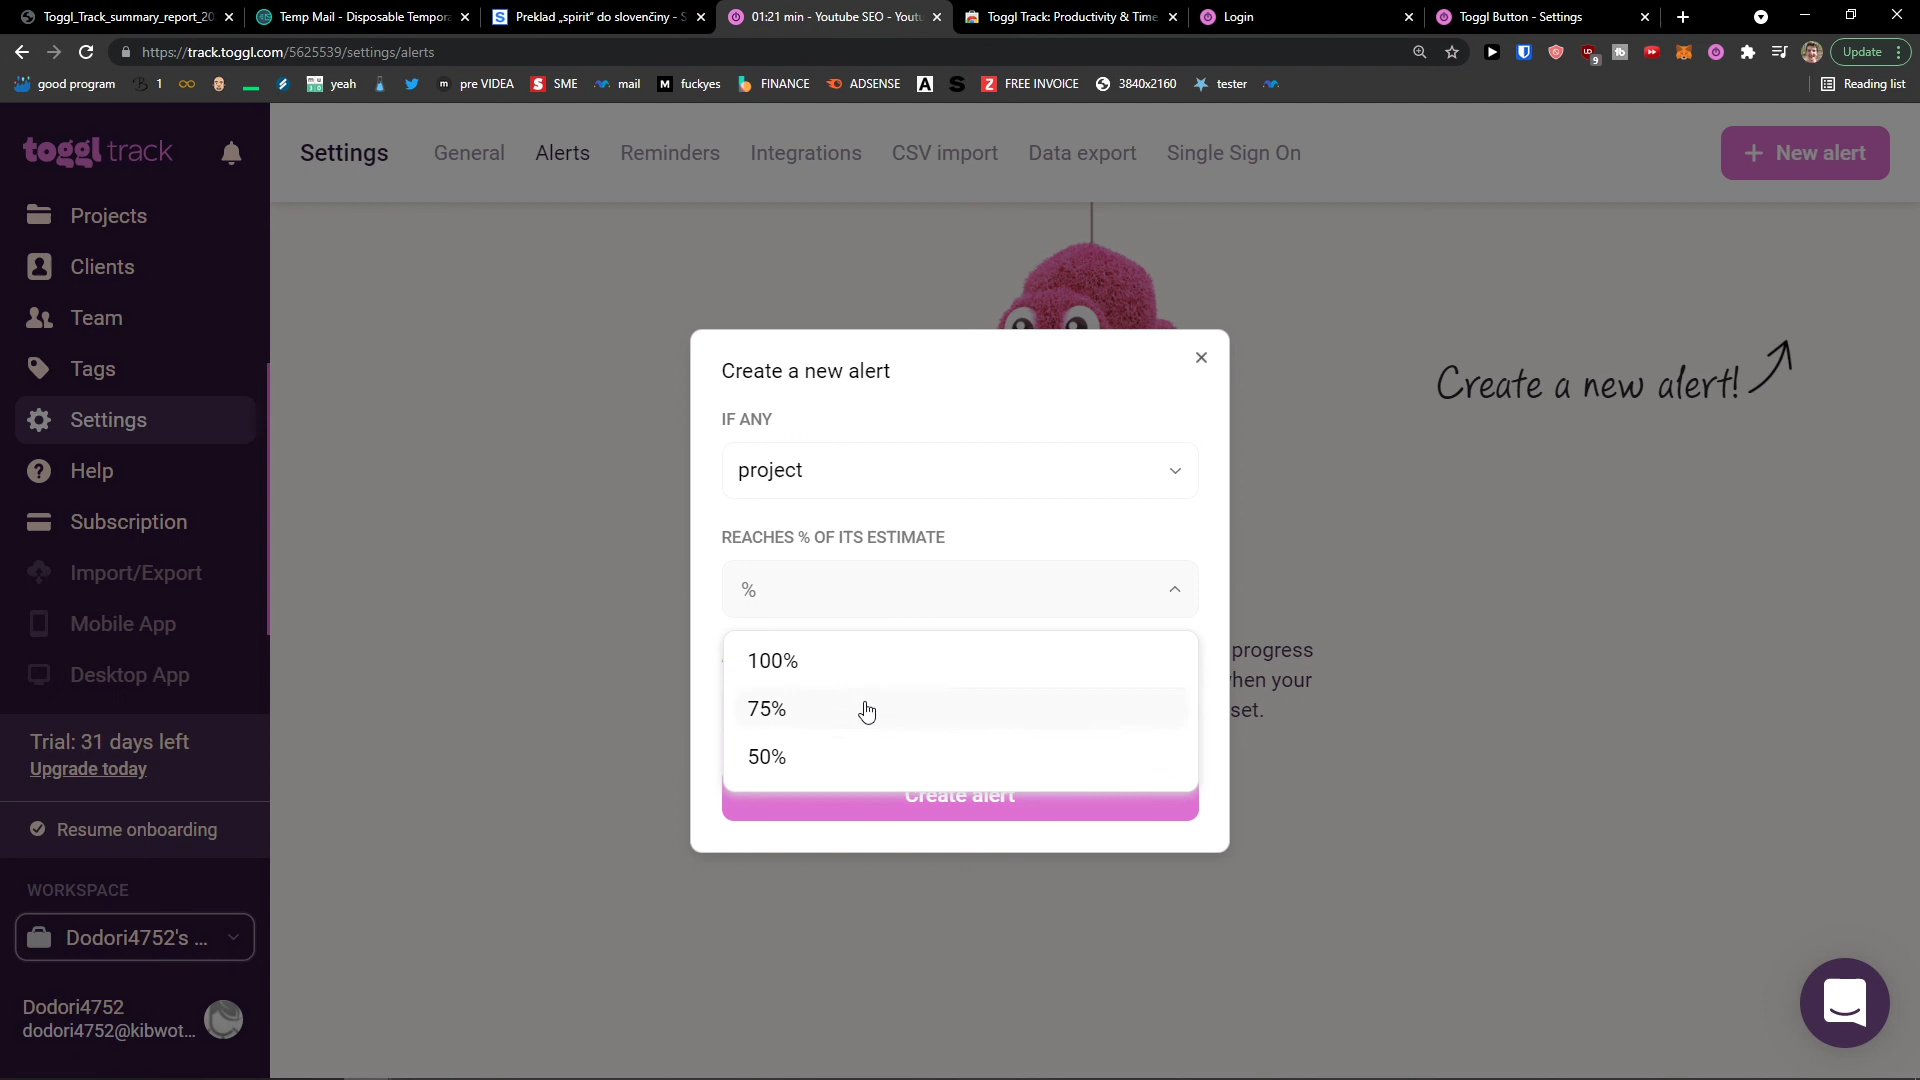 Toggl_Track_summary_report_20
Temp Mail - Disposable Tempora
Preklad „spirit" do slovenčiny - S
01:21 min - Youtube SEO - Youtu
Toggl Track: Productivity & Time
Login
Toggl Button - Settings
https://track.toggl.com/5625539/settings/alerts
9
Update
good program
1
yeah
pre VIDEA
SME
mail
fuckyes
FINANCE
ADSENSE
FREE INVOICE
3840x2160
tester
Reading list
toggl track
Settings
General
Alerts
Reminders
Integrations
CSV import
Data export
Single Sign On
+ New alert
Projects
Clients
Team
Tags
Settings
Help
Subscription
Import/Export
Mobile App
Desktop App
Trial: 31 days left
Upgrade today
Resume onboarding
WORKSPACE
Dodori4752's ...
Dodori4752
dodori4752@kibwot...
Create a new alert!
Create a new alert
IF ANY
project
REACHES % OF ITS ESTIMATE
%
100%
75%
50%
Create alert
progress
hen your
set.